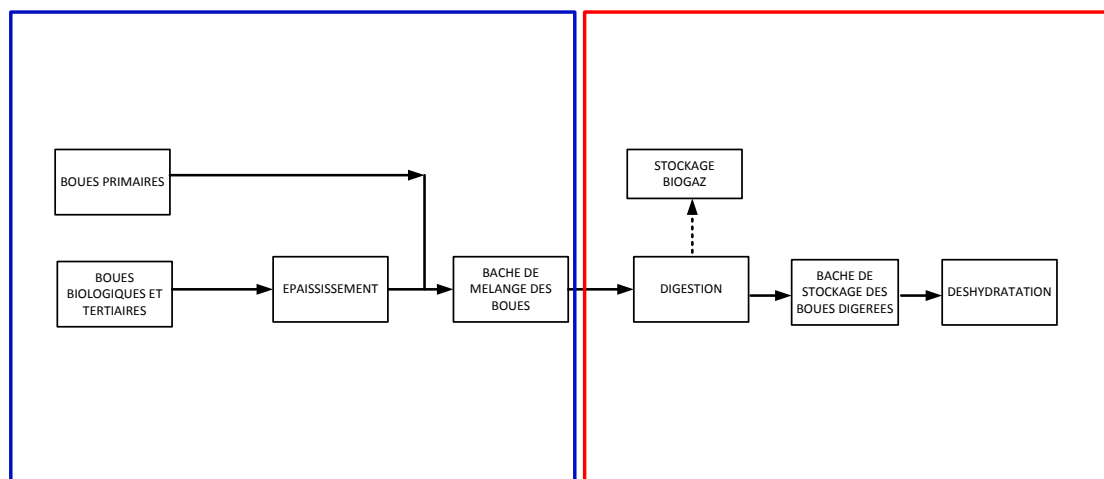 BOUES PRIMAIRES
STOCKAGE
BIOGAZ
BOUES
BIOLOGIQUES ET
TERTIAIRES
EPAISSISSEMENT
BACHE DE
MELANGE DES
BOUES
DIGESTION
BACHE DE
STOCKAGE DES
BOUES DIGEREES
DESHYDRATATION